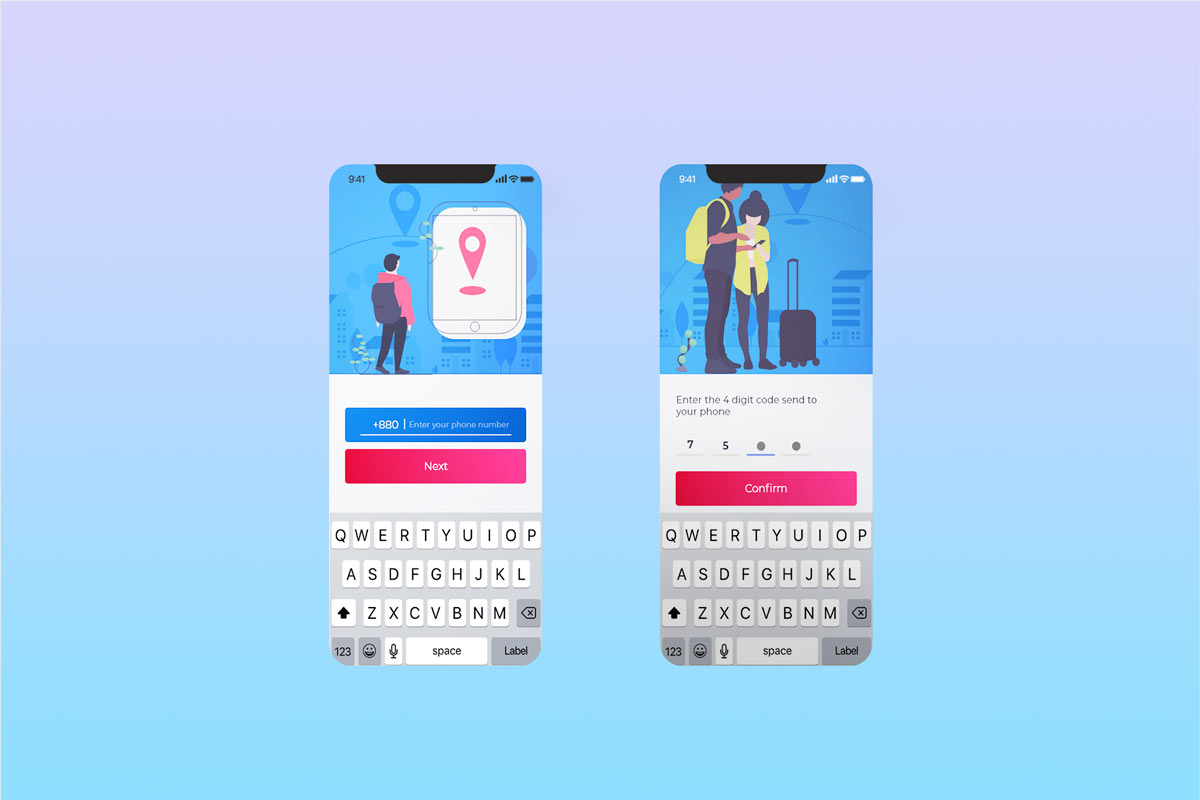 9:41
+880 | Enter your phone number
Next
Q W E R T Y U I O P
A S D F G H J K L
Z X C V B N M
123 space Label
9:41
Enter the 4 digit code send to
your phone
7 5
Confirm
Q W E R T Y U I O P
A S D F G H J K L
Z X C V B N M
123 space Label